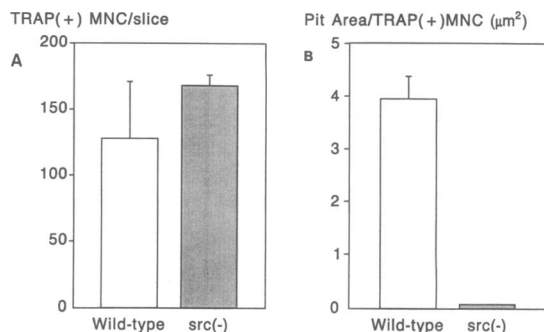 TRAP(+) MNC/slice
A
200
150
100
50
0
Wild-type src(-)
Pit Area/TRAP(+)MNC (μm²)
B
5
4
3
2
1
0
Wild-type src(-)